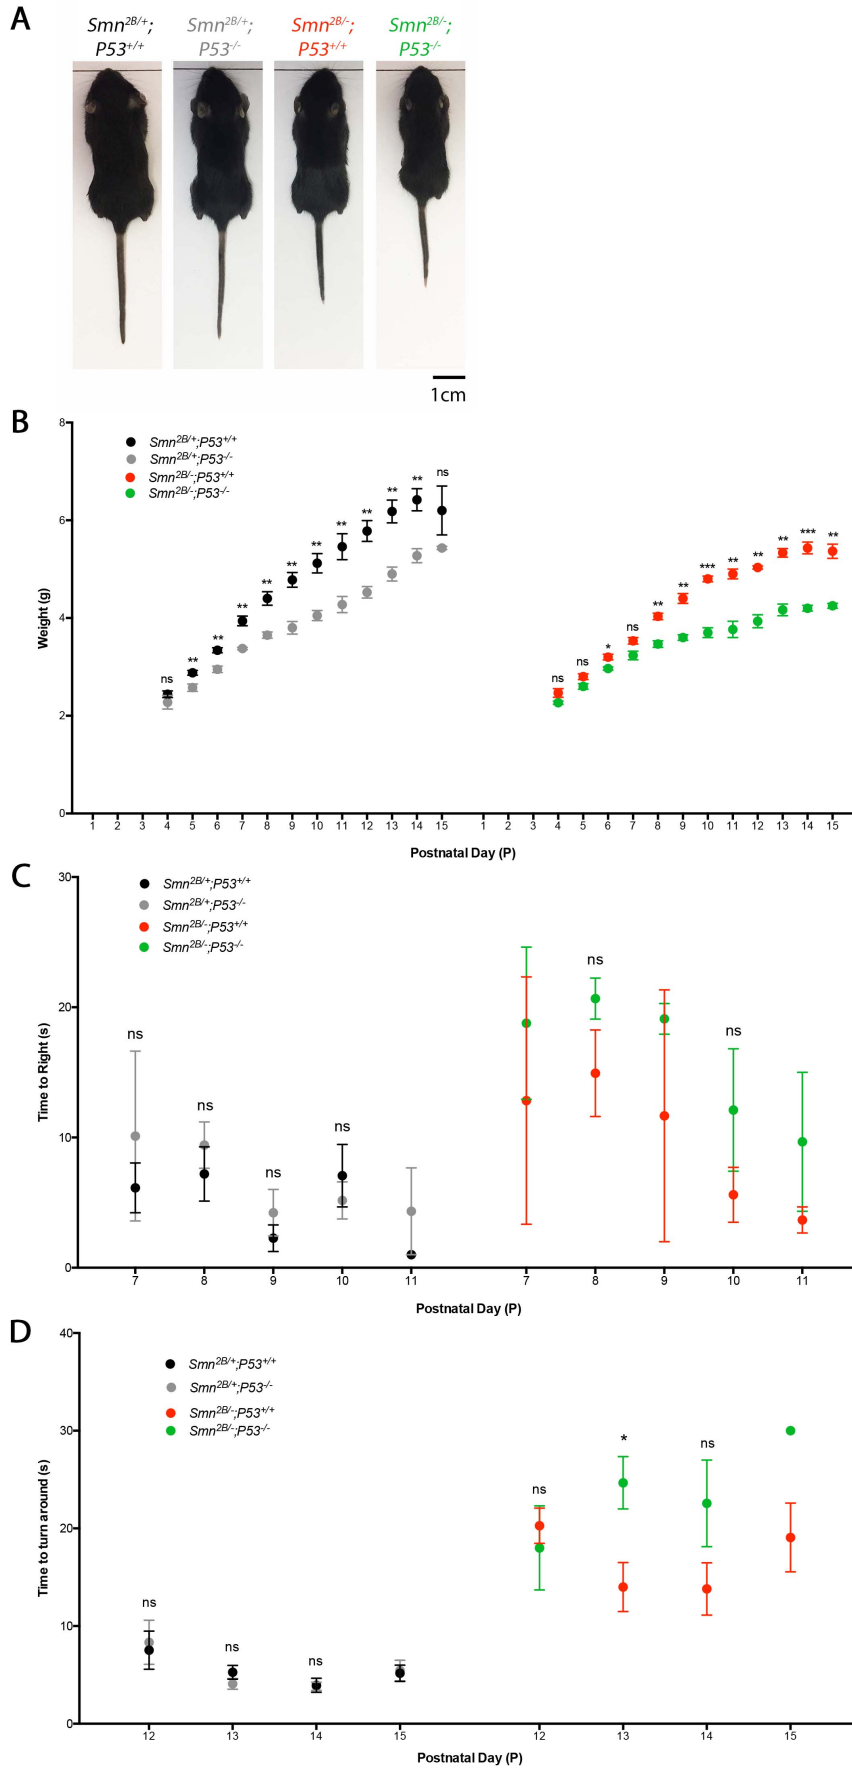 A
Smn2B/+; Smn2B/+; Smn2B/-; Smn2B/-;
P53+/+ P53-/- P53+/+ P53-/-
1cm
B
8
6
4
2
0
Weight (g)
Smn2B/+;P53+/+
Smn2B/+;P53-/-
Smn2B/-;P53+/+
Smn2B/-;P53-/-
ns ** ** ** ** ** ** ** ** ** ** ns
ns ns * ns ** ** *** ** ** ** *** **
1 2 3 4 5 6 7 8 9 10 11 12 13 14 15 1 2 3 4 5 6 7 8 9 10 11 12 13 14 15
Postnatal Day (P)
C
30
20
10
0
Time to Right (s)
Smn2B/+;P53+/+
Smn2B/+;P53-/-
Smn2B/-;P53+/+
Smn2B/-;P53-/-
ns ns ns ns
ns ns
7 8 9 10 11 7 8 9 10 11
Postnatal Day (P)
D
40
30
20
10
0
Time to turn around (s)
Smn2B/+;P53+/+
Smn2B/+;P53-/-
Smn2B/-;P53+/+
Smn2B/-;P53-/-
ns ns ns
ns * ns
12 13 14 15 12 13 14 15
Postnatal Day (P)